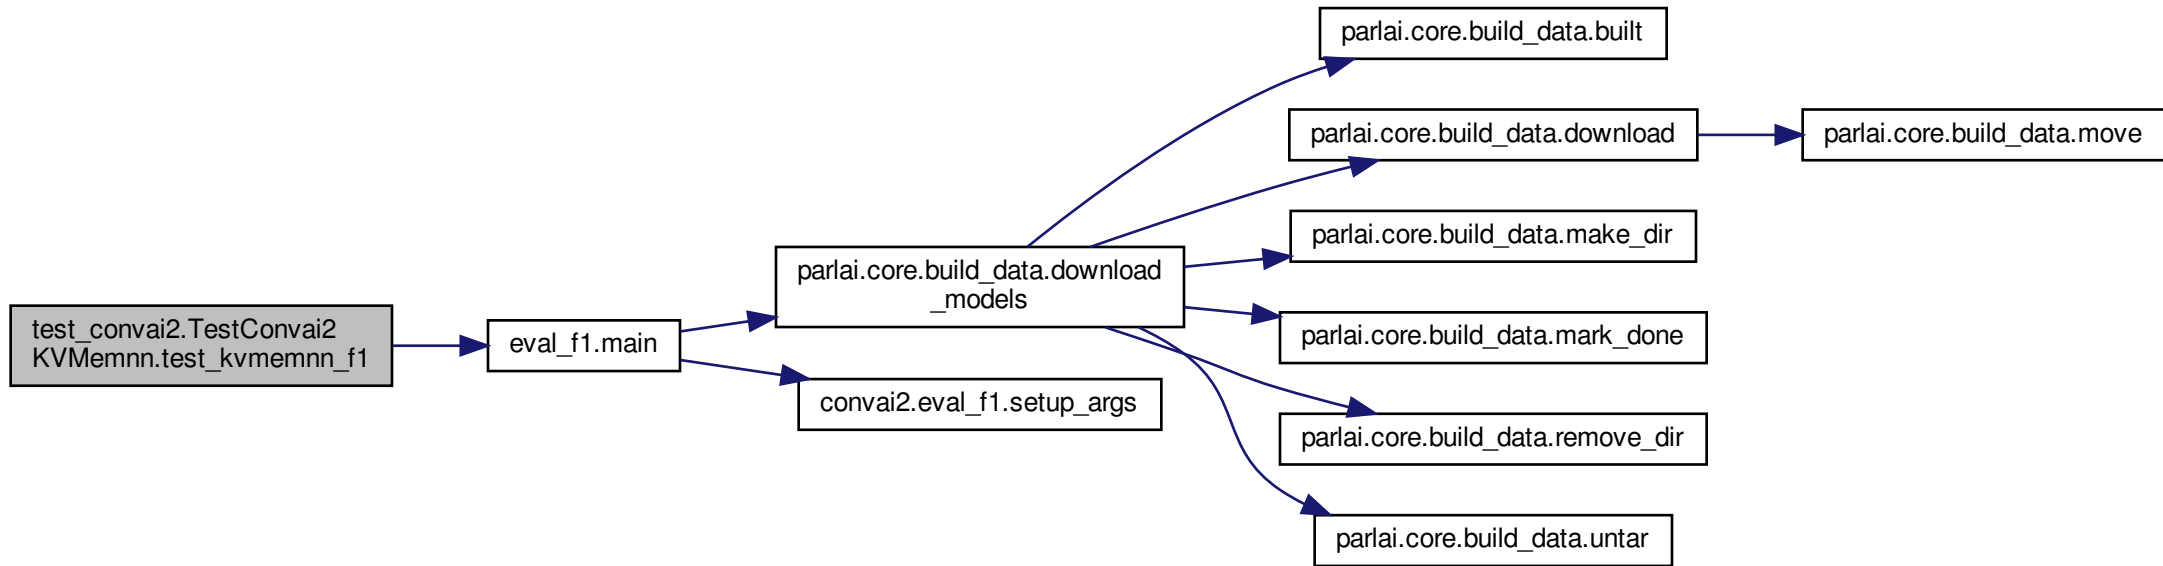 test_convai2.TestConvai2
KVMemnn.test_kvmemnn_f1
eval_f1.main
parlai.core.build_data.download
_models
convai2.eval_f1.setup_args
parlai.core.build_data.built
parlai.core.build_data.download
parlai.core.build_data.move
parlai.core.build_data.make_dir
parlai.core.build_data.mark_done
parlai.core.build_data.remove_dir
parlai.core.build_data.untar